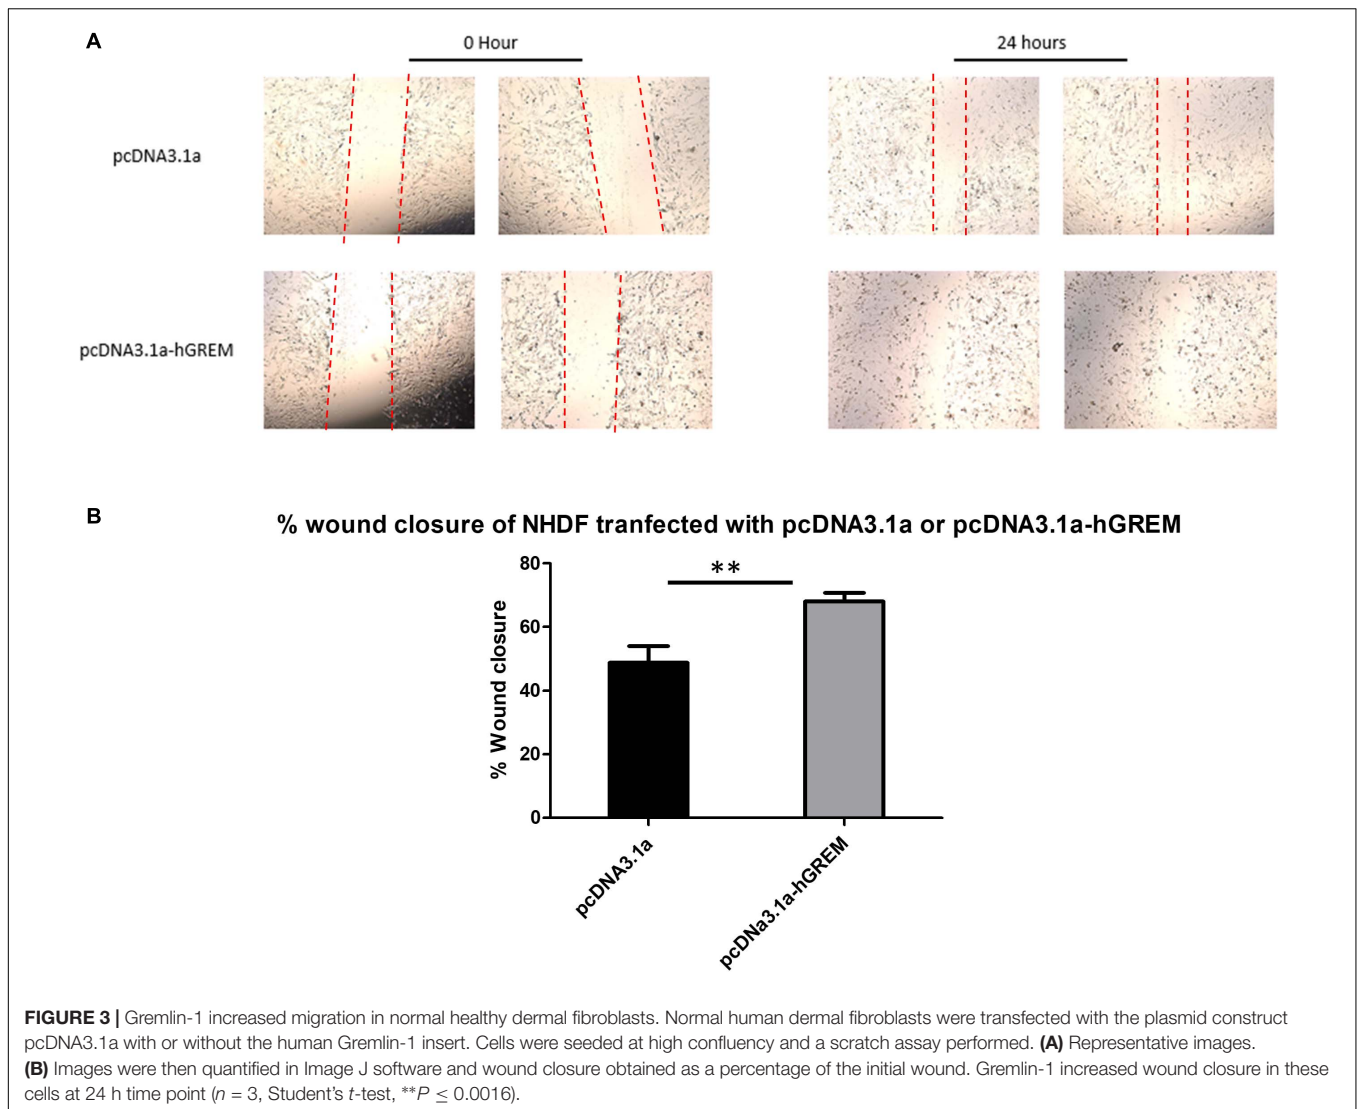 A
0 Hour
24 hours
pcDNA3.1a
pcDNA3.1a-hGREM
B
% wound closure of NHDF tranfected with pcDNA3.1a or pcDNA3.1a-hGREM
**
% Wound closure
80
60
40
20
0
pcDNA3.1a
pcDNa3.1a-hGREM
FIGURE 3 | Gremlin-1 increased migration in normal healthy dermal fibroblasts. Normal human dermal fibroblasts were transfected with the plasmid construct
pcDNA3.1a with or without the human Gremlin-1 insert. Cells were seeded at high confluency and a scratch assay performed. (A) Representative images.
(B) Images were then quantified in Image J software and wound closure obtained as a percentage of the initial wound. Gremlin-1 increased wound closure in these
cells at 24 h time point (n = 3, Student's t-test, **P ≤ 0.0016).